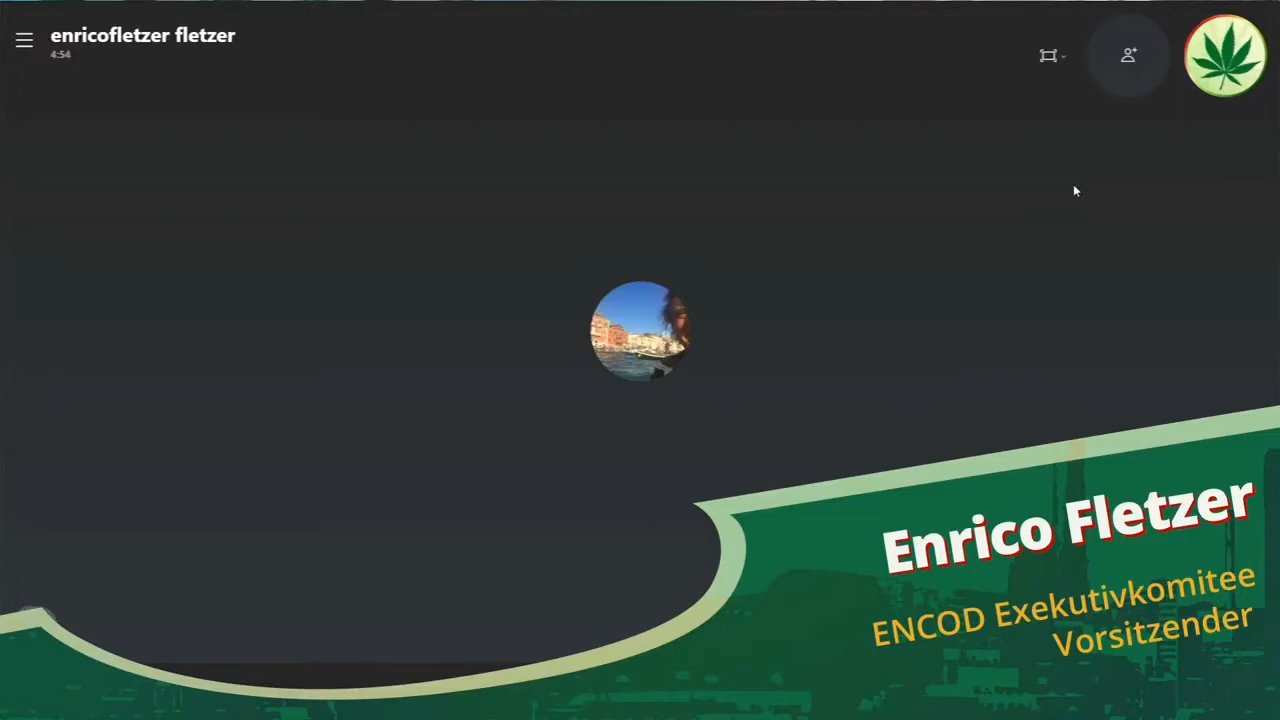 enricofletzer fletzer
4:54
Enrico Fletzer
ENCOD Exekutivkomitee
Vorsitzender